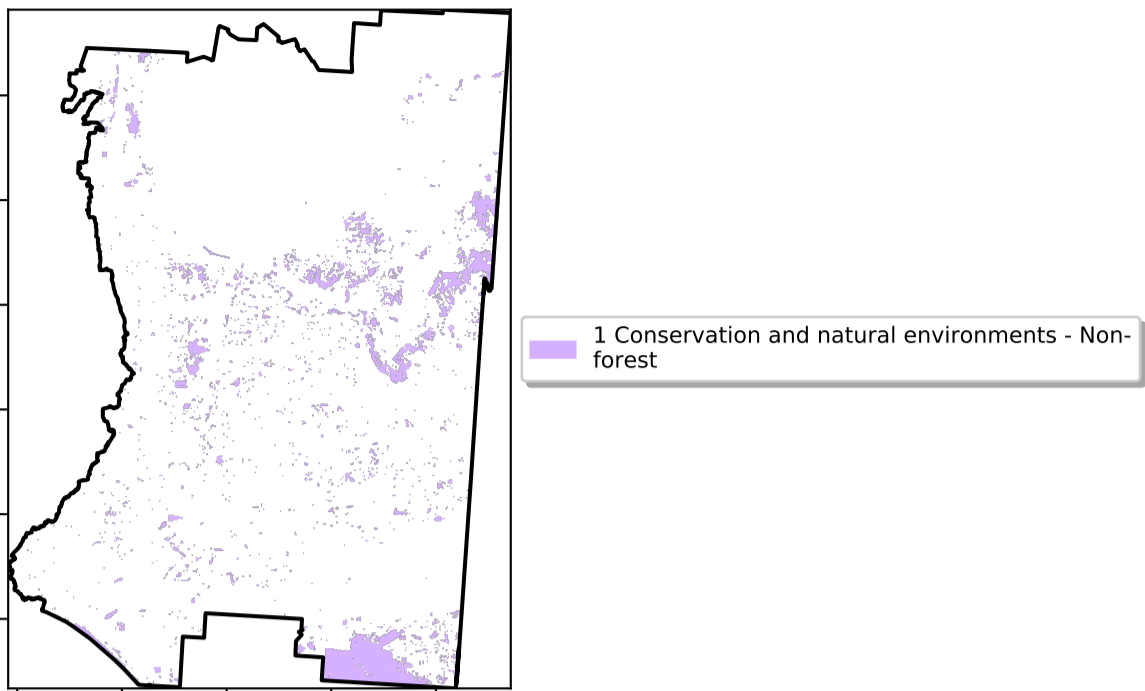 1 Conservation and natural environments - Non-
forest